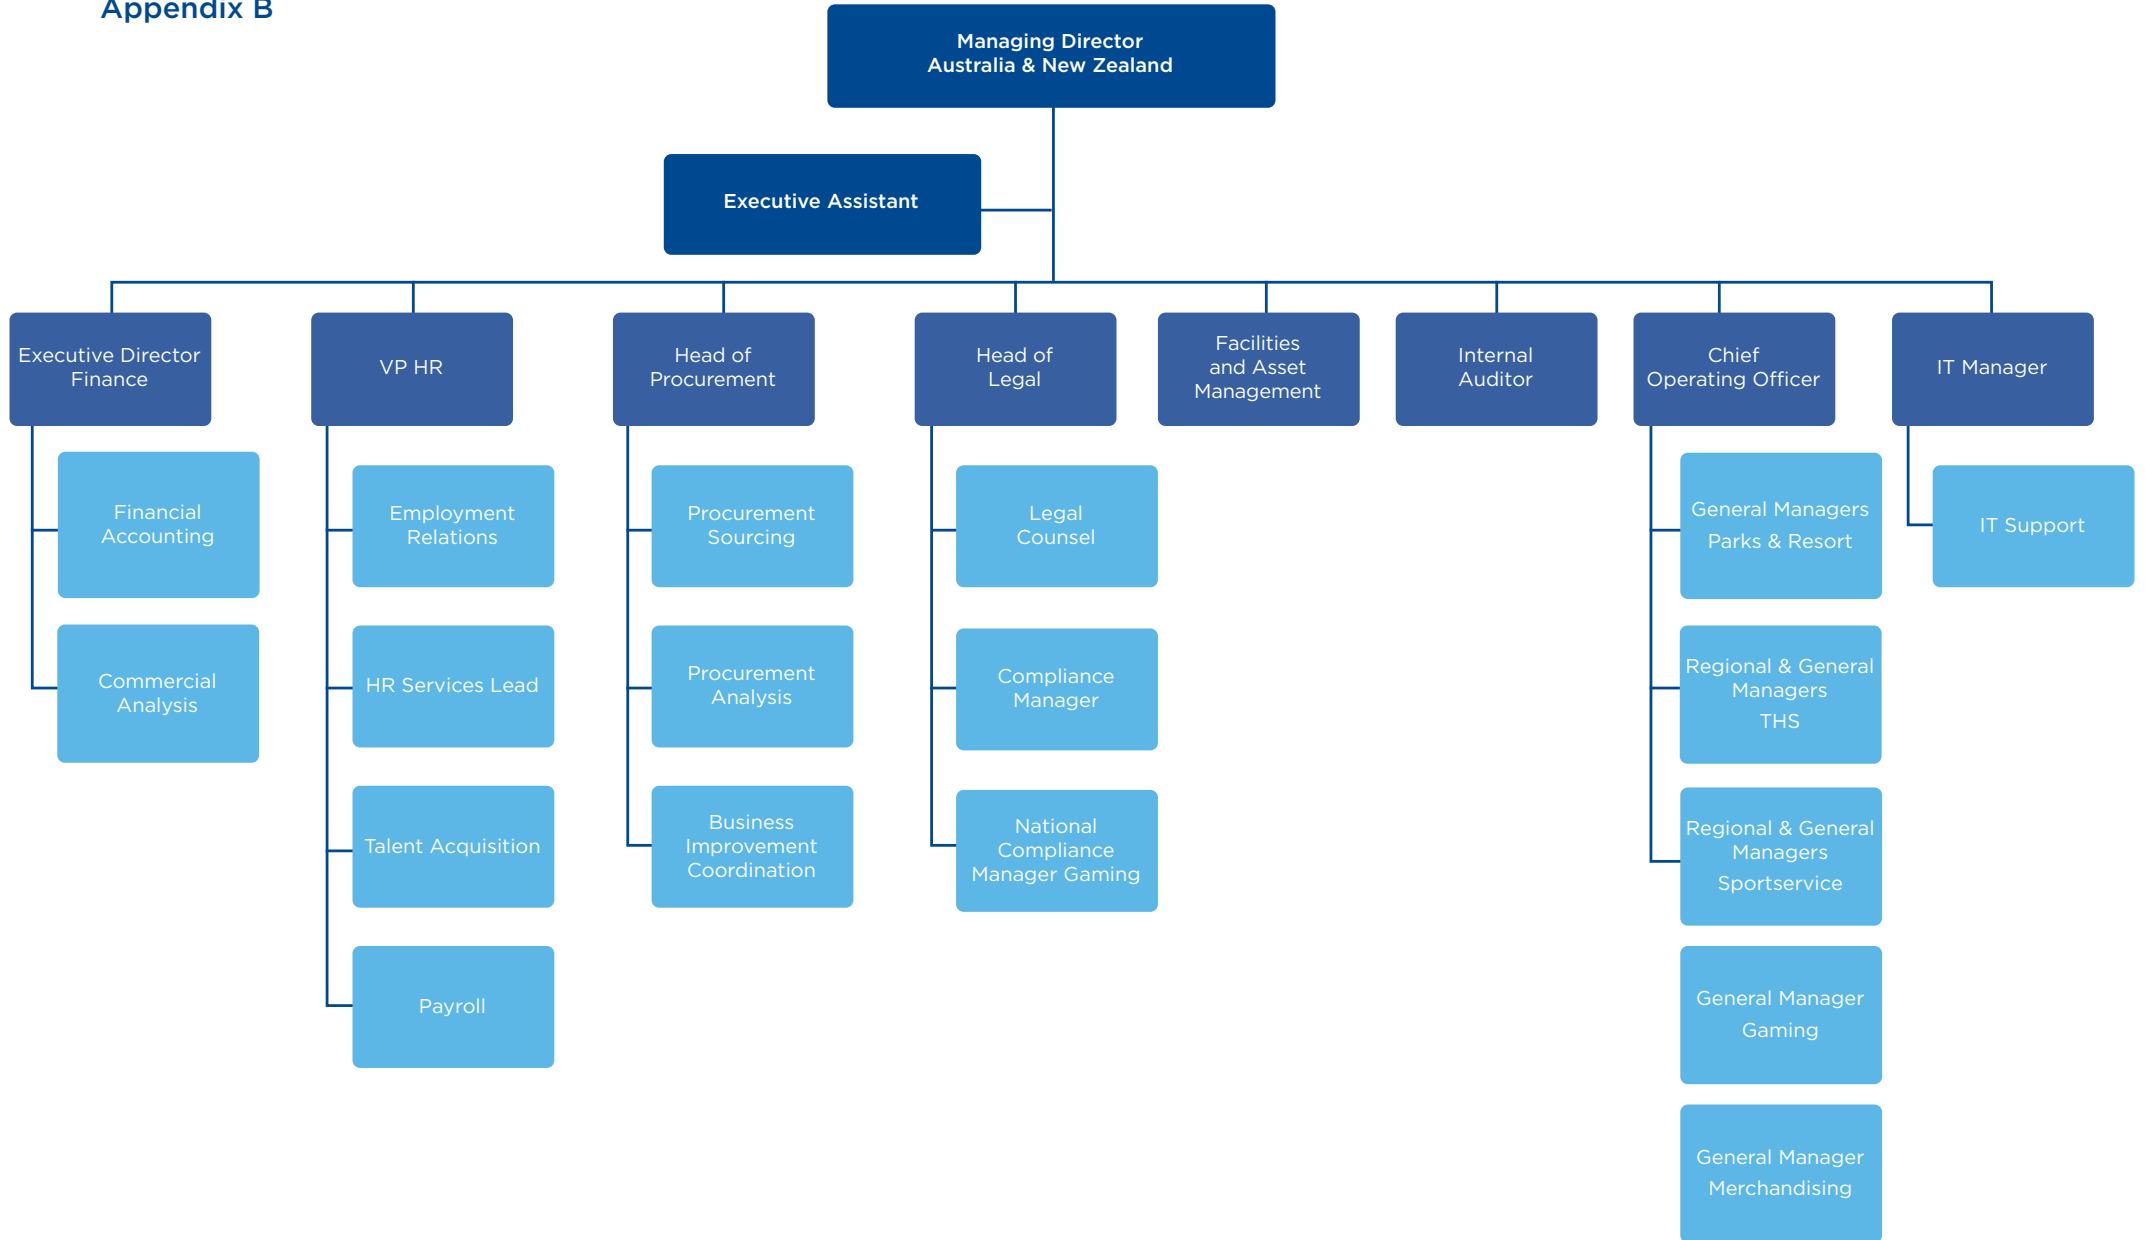 Appendix B
Managing Director
Australia & New Zealand
Executive Assistant
Executive Director
Finance
VP HR
Head of
Procurement
Head of
Legal
Facilities
and Asset
Management
Internal
Auditor
Chief
Operating Officer
IT Manager
Financial
Accounting
Commercial
Analysis
Employment
Relations
HR Services Lead
Talent Acquisition
Payroll
Procurement
Sourcing
Procurement
Analysis
Business
Improvement
Coordination
Legal
Counsel
Compliance
Manager
National
Compliance
Manager Gaming
General Managers
Parks & Resort
Regional & General
Managers
THS
Regional & General
Managers
Sportservice
General Manager
Gaming
General Manager
Merchandising
IT Support